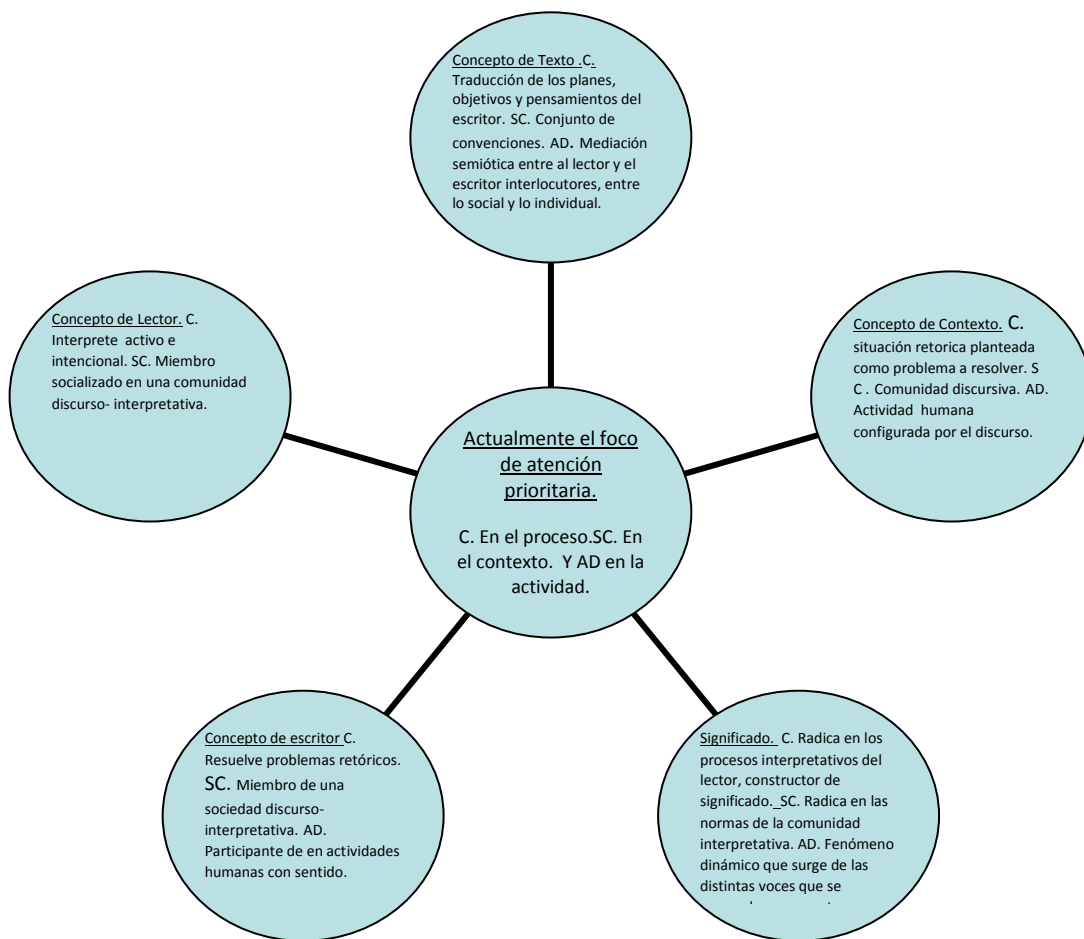 Concepto de Texto .C.
Traducción de los planes,
objetivos y pensamientos del
escritor. SC. Conjunto de
convenciones. AD. Mediación
semiótica entre al lector y el
escritor interlocutores, entre
lo social y lo individual.
Concepto de Lector. C.
Interprete activo e
intencional. SC. Miembro
socializado en una comunidad
discurso- interpretativa.
Concepto de Contexto. C.
situación retorica planteada
como problema a resolver. S
C . Comunidad discursiva. AD.
Actividad humana
configurada por el discurso.
Actualmente el foco
de atención
prioritaria.
C. En el proceso.SC. En
el contexto. Y AD en la
actividad.
Concepto de escritor C.
Resuelve problemas retóricos.
SC. Miembro de una
sociedad discurso-
interpretativa. AD.
Participante de en actividades
humanas con sentido.
Significado. C. Radica en los
procesos interpretativos del
lector, constructor de
significado. SC. Radica en las
normas de la comunidad
interpretativa. AD. Fenómeno
dinámico que surge de las
distintas voces que se